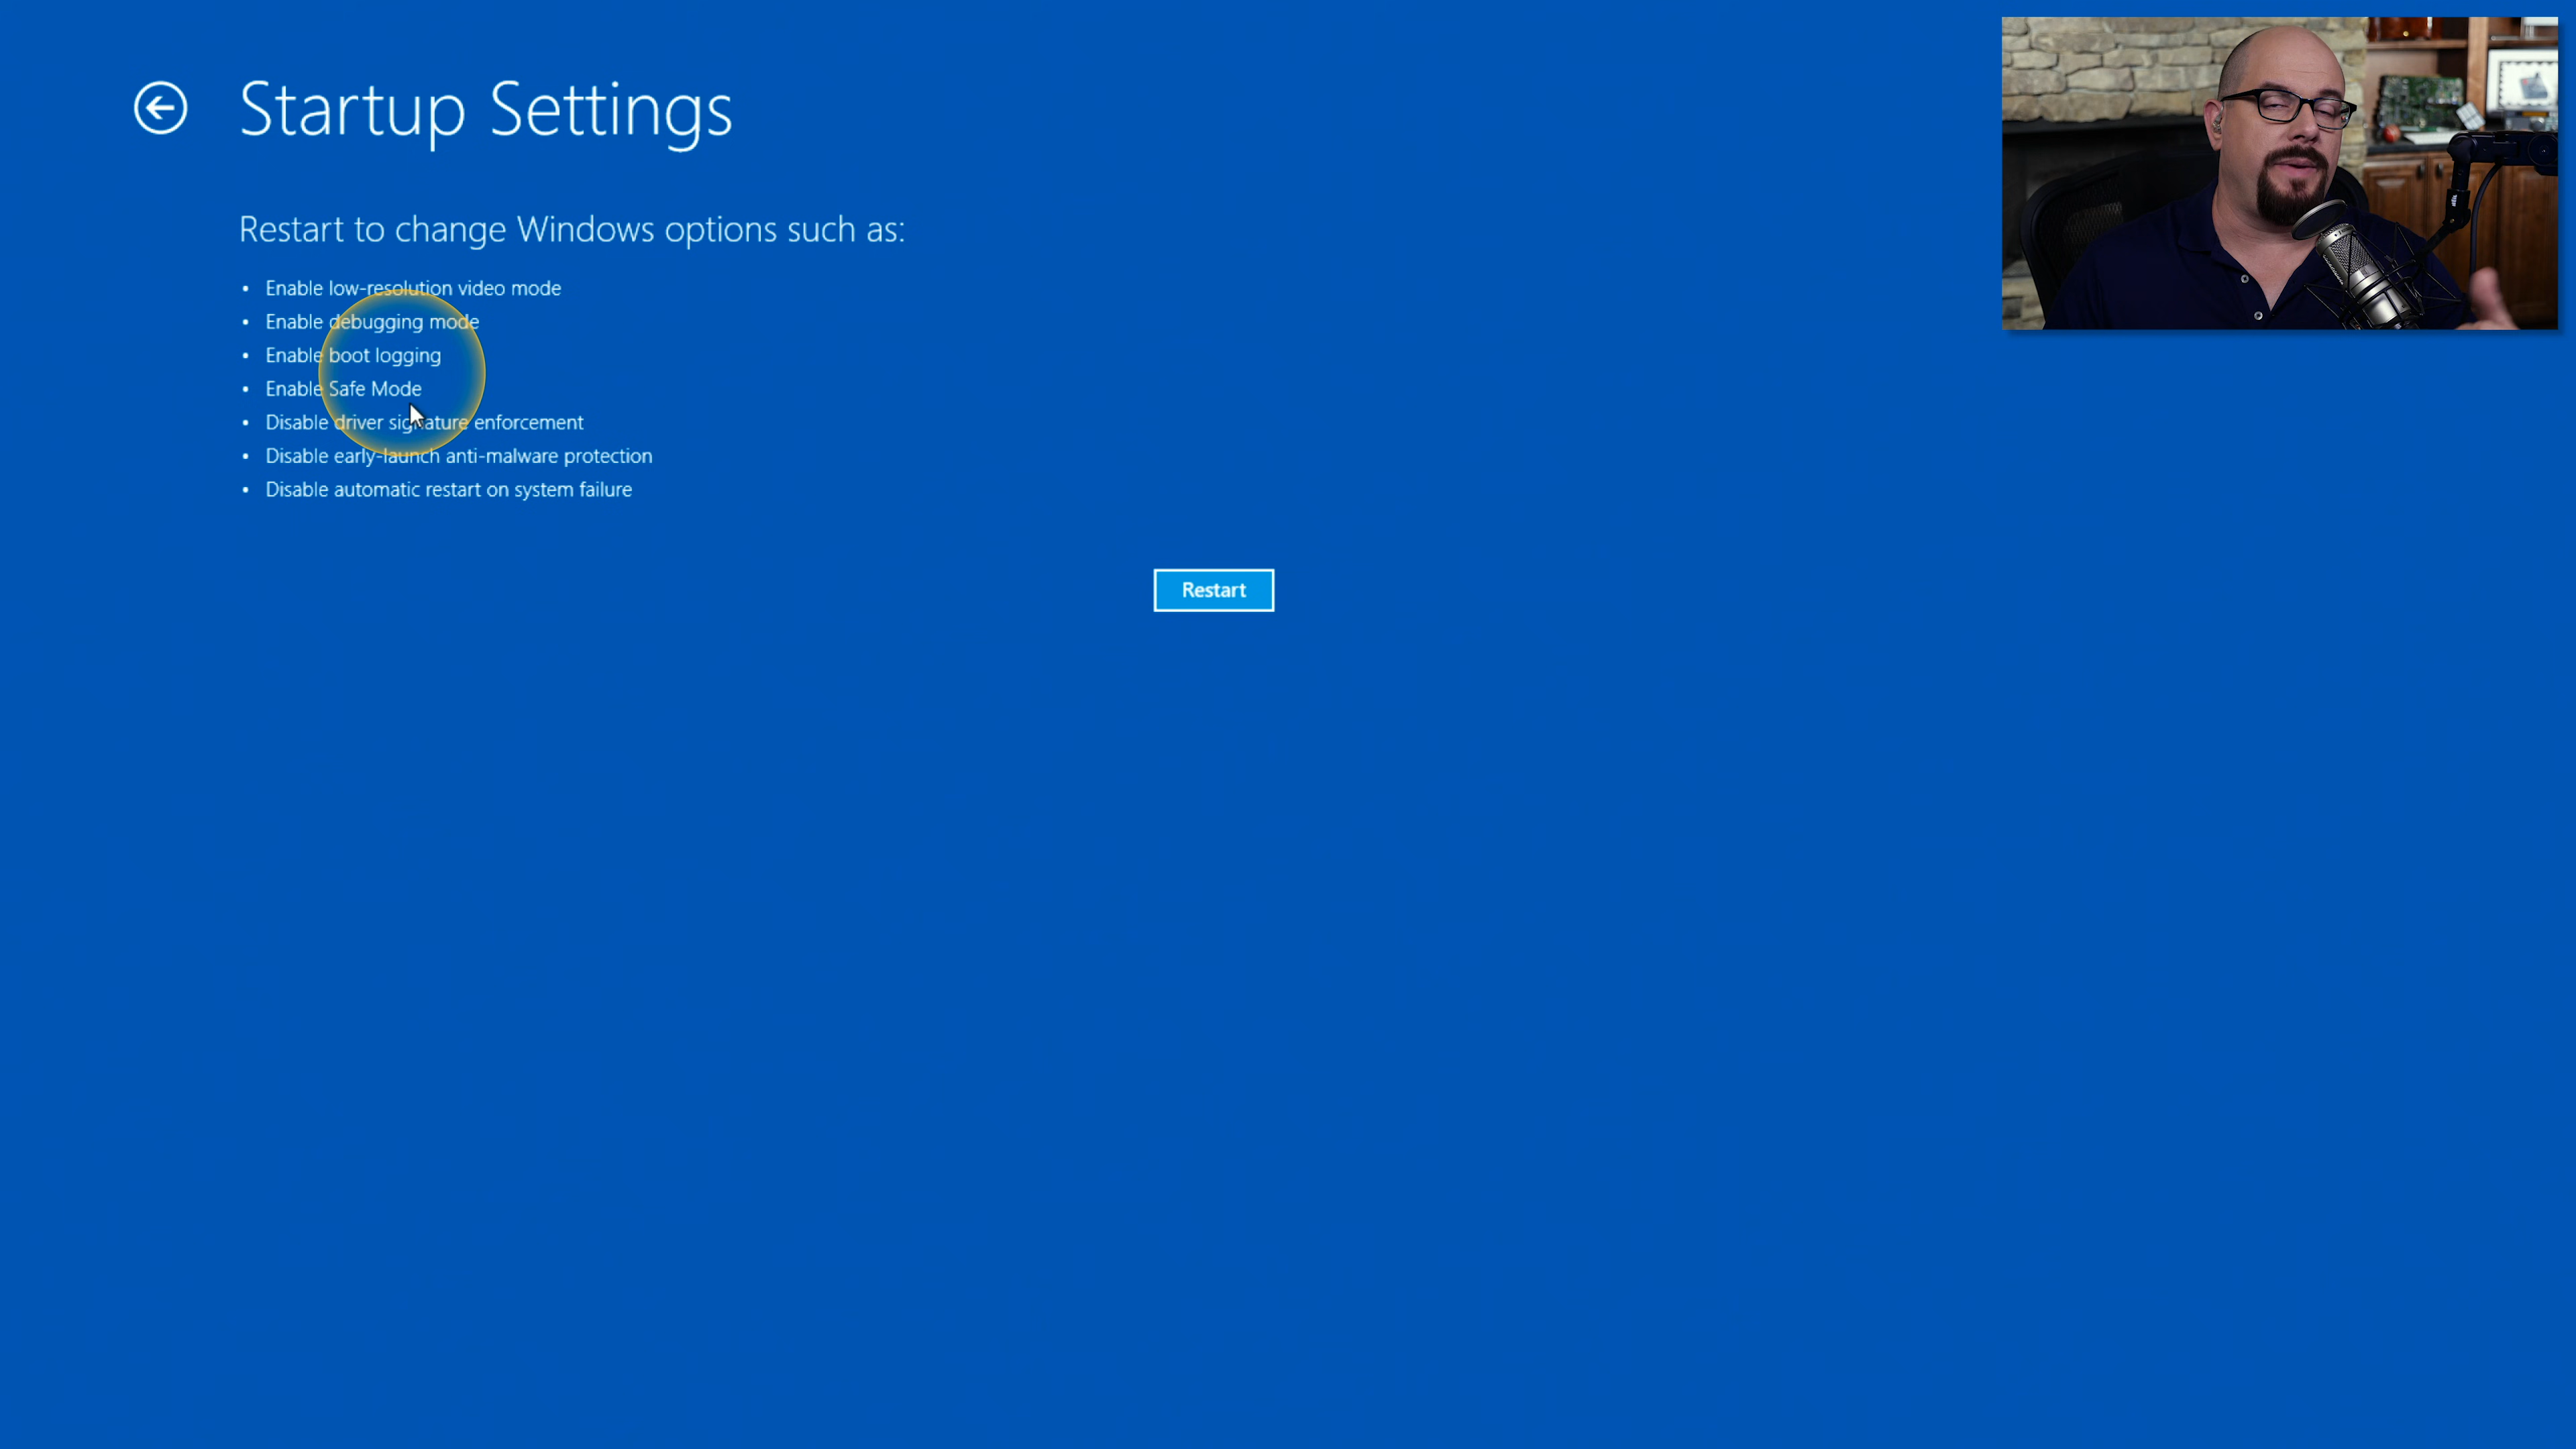 Startup Settings
Restart to change Windows options such as:
• Enable low-resolution video mode
• Enable debugging mode
• Enable boot logging
• Enable Safe Mode
• Disable driver signature enforcement
• Disable early-launch anti-malware protection
• Disable automatic restart on system failure
Restart